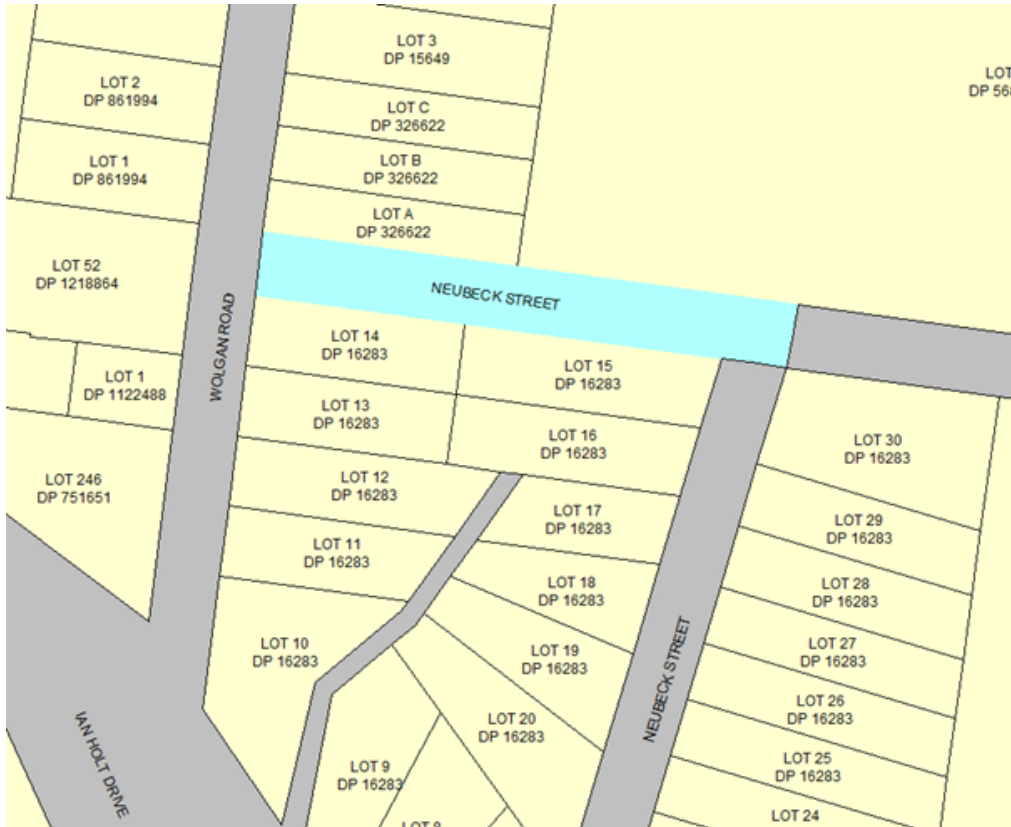 LOT 3
DP 15649
LOT
DP 568
LOT 2
DP 861994
LOT C
DP 326622
LOT 1
DP 861994
LOT B
DP 326622
LOT A
DP 326622
LOT 52
DP 1218864
NEUBECK STREET
WOLGAN ROAD
LOT 14
DP 16283
LOT 15
DP 16283
LOT 1
DP 1122488
LOT 13
DP 16283
LOT 16
DP 16283
LOT 30
DP 16283
LOT 246
DP 751651
LOT 12
DP 16283
LOT 17
DP 16283
LOT 29
DP 16283
LOT 11
DP 16283
LOT 18
DP 16283
LOT 28
DP 16283
LOT 10
DP 16283
LOT 19
DP 16283
LOT 27
DP 16283
NEUBECK STREET
LOT 26
DP 16283
LOT 20
DP 16283
IAN HOLT DRIVE
LOT 9
DP 16283
LOT 25
DP 16283
LOT 24
LOT 8